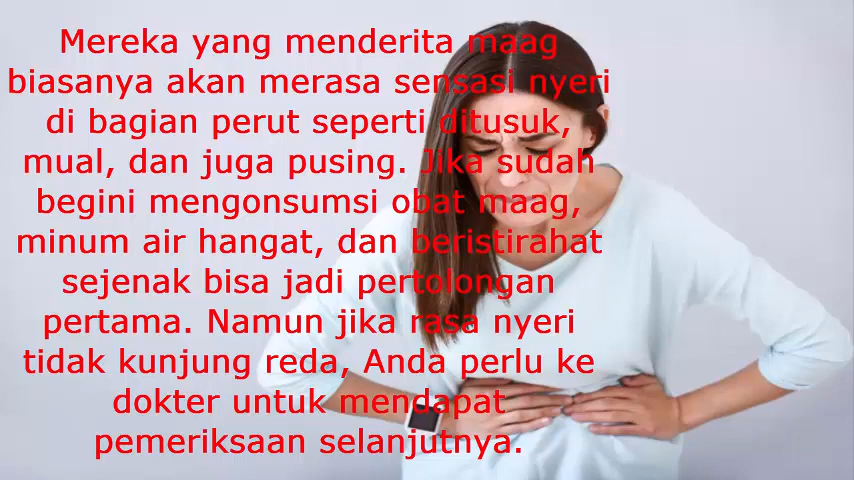 Mereka yang menderita maag
biasanya akan merasa sensasi nyeri
di bagian perut seperti ditusuk,
mual, dan juga pusing. Jika sudah
begini mengonsumsi obat maag,
minum air hangat, dan beristirahat
sejenak bisa jadi pertolongan
pertama. Namun jika rasa nyeri
tidak kunjung reda, Anda perlu ke
dokter untuk mendapat
pemeriksaan selanjutnya.